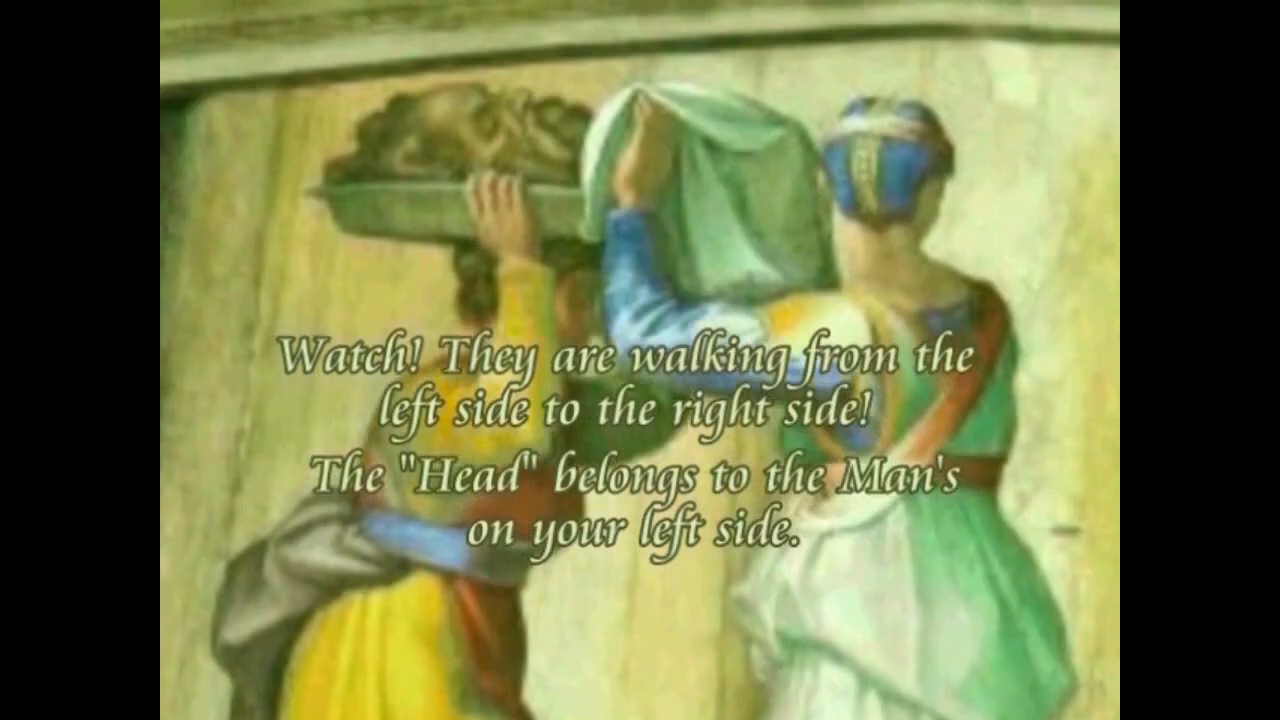 Watch! They are walking from the
left side to the right side!
The "Head" belongs to the Man's
on your left side.